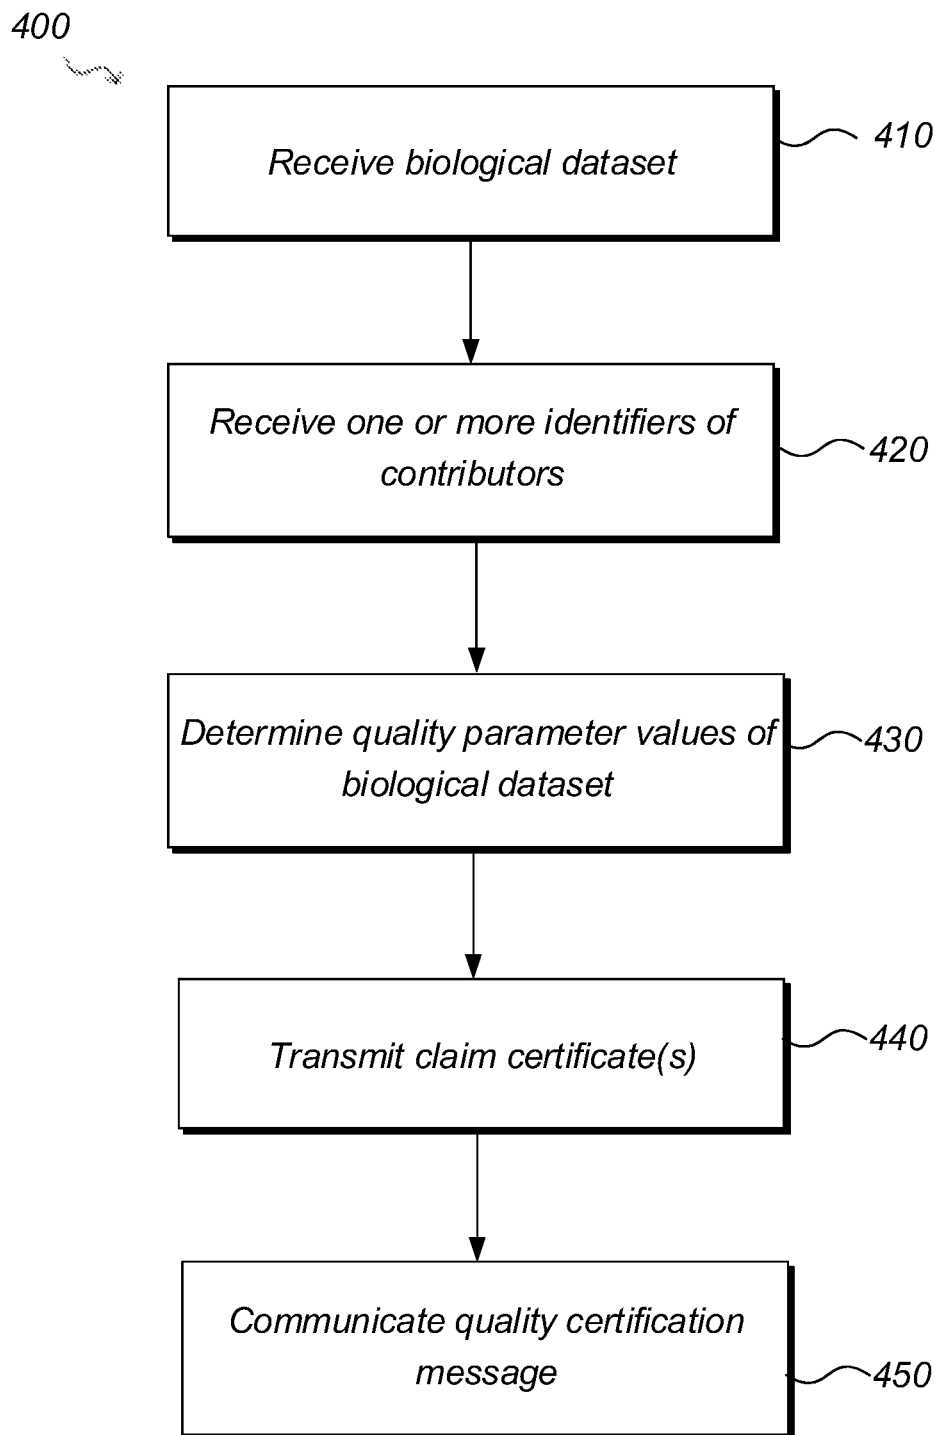 400
Receive biological dataset
410
Receive one or more identifiers of
contributors
420
Determine quality parameter values of
biological dataset
430
Transmit claim certificate(s)
440
Communicate quality certification
message
450